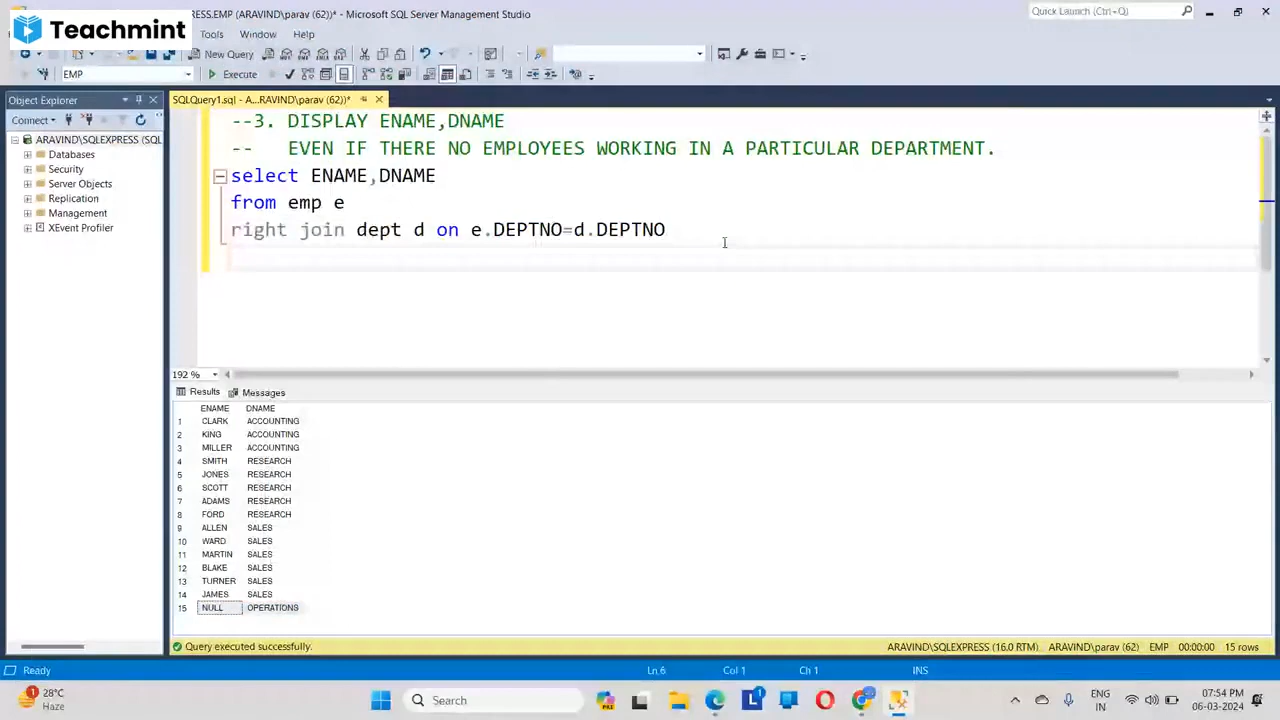 RESS.EMP (ARAVIND\parav (62))* - Microsoft SQL Server Management Studio
Quick Launch (Ctrl+Q)
Teachmint
Tools Window Help
New Query
EMP
Execute
Object Explorer
SQLQuery1.sql - A...RAVIND\parav (62))*
Connect
ARAVIND\SQLEXPRESS (SQL
Databases
Security
Server Objects
Replication
Management
XEvent Profiler
--3. DISPLAY ENAME,DNAME
-- EVEN IF THERE NO EMPLOYEES WORKING IN A PARTICULAR DEPARTMENT.
select ENAME,DNAME
from emp e
right join dept d on e.DEPTNO=d.DEPTNO
192 %
Results Messages
ENAME DNAME
1 CLARK ACCOUNTING
2 KING ACCOUNTING
3 MILLER ACCOUNTING
4 SMITH RESEARCH
5 JONES RESEARCH
6 SCOTT RESEARCH
7 ADAMS RESEARCH
8 FORD RESEARCH
9 ALLEN SALES
10 WARD SALES
11 MARTIN SALES
12 BLAKE SALES
13 TURNER SALES
14 JAMES SALES
15 NULL OPERATIONS
Query executed successfully.
ARAVIND\SQLEXPRESS (16.0 RTM) ARAVIND\parav (62) EMP 00:00:00 15 rows
Ready
Ln 6 Col 1 Ch 1 INS
1
28°C
Haze
Search
ENG
IN
07:54 PM
06-03-2024